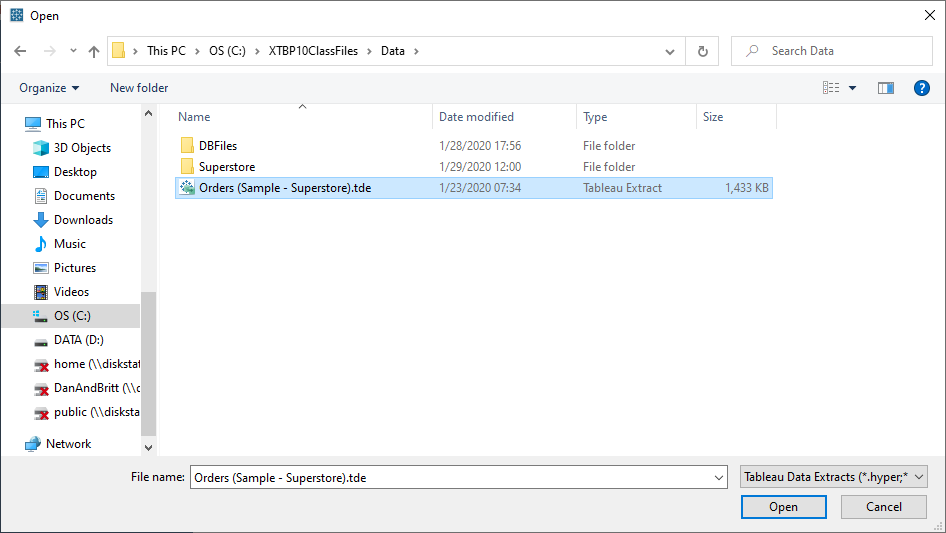 Open
This PC > OS (C:) > XTBP10ClassFiles > Data >
Search Data
Organize
New folder
Name
Date modified
Type
Size
This PC
3D Objects
Desktop
Documents
Downloads
Music
Pictures
Videos
OS (C:)
DATA (D:)
home (\\diskstat
DanAndBritt (\\d
public (\\disksta
Network
DBFiles 1/28/2020 17:56 File folder
Superstore 1/29/2020 12:00 File folder
Orders (Sample - Superstore).tde 1/23/2020 07:34 Tableau Extract 1,433 KB
File name: Orders (Sample - Superstore).tde
Tableau Data Extracts (*.hyper;*
Open
Cancel